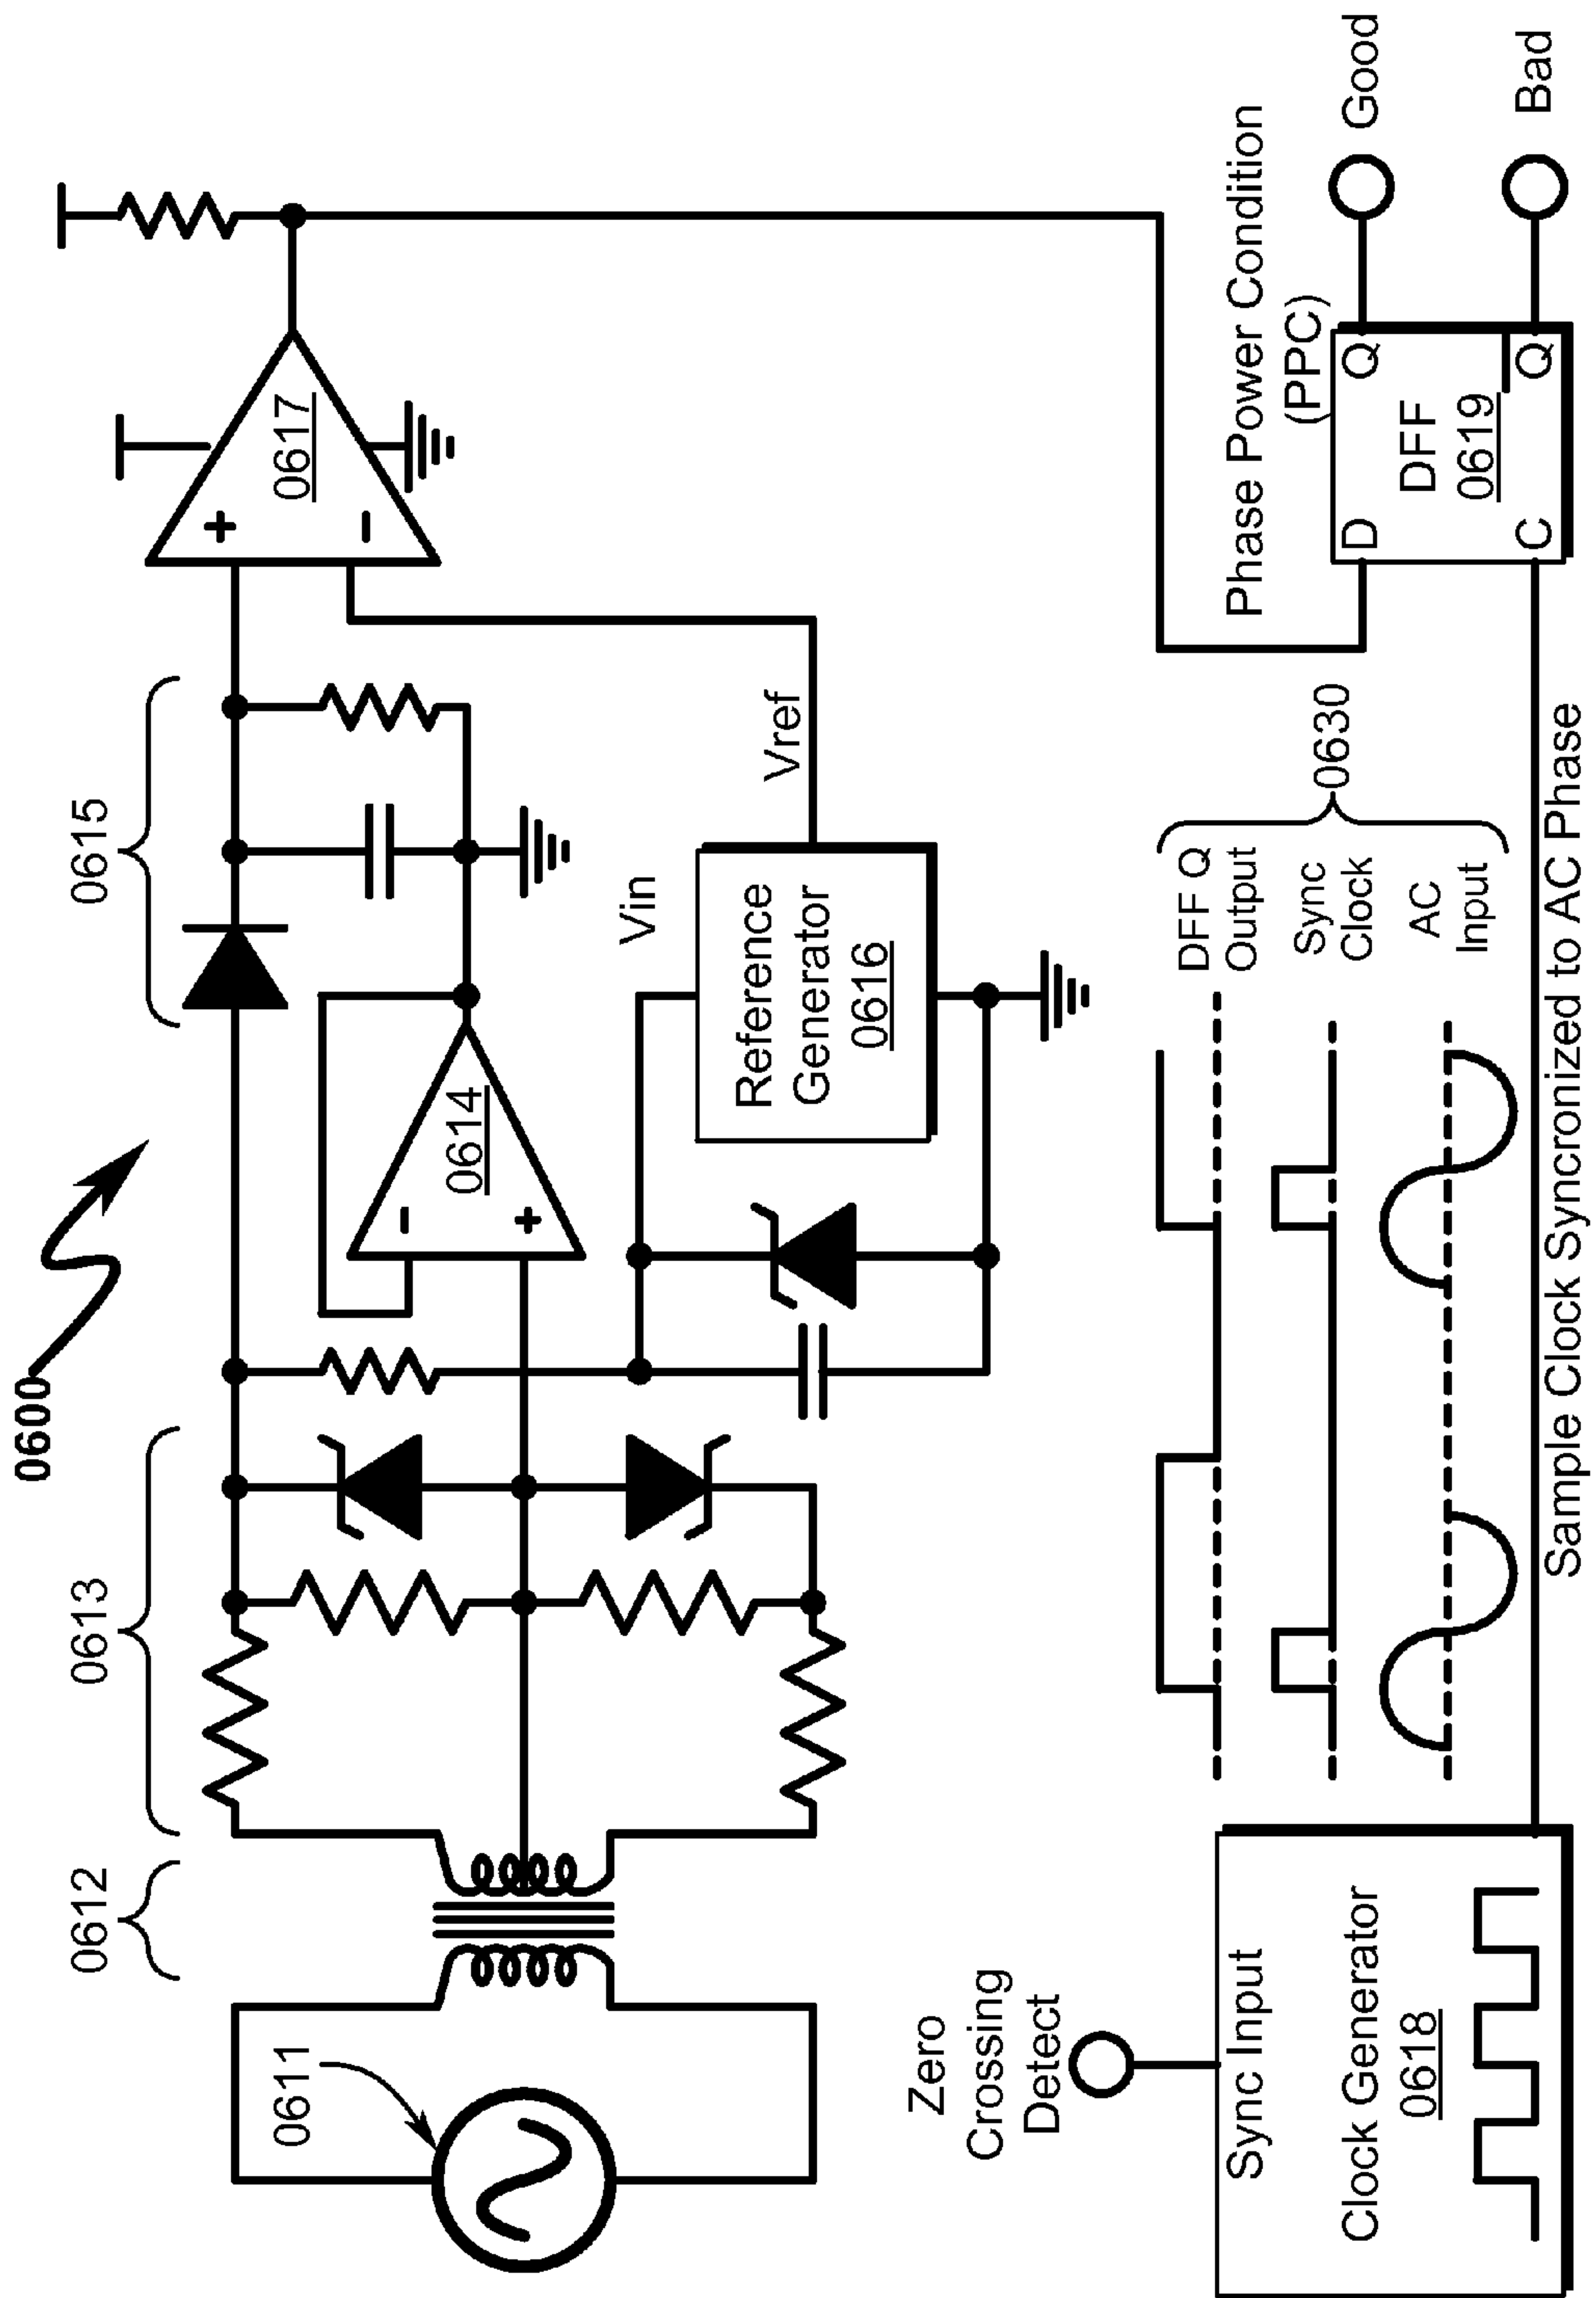 0600
0611
0612
0613
0615
+
-
0617
-
+
0614
Vin
Reference
Generator
0616
Vref
Zero
Crossing
Detect
Sync Input
Clock Generator
0618
DFF Q
Output
Sync
Clock
AC
Input
0630
Sample Clock Syncronized to AC Phase
Phase Power Condition
(PPC)
D
Q
DFF
0619
C
Q
Good
Bad